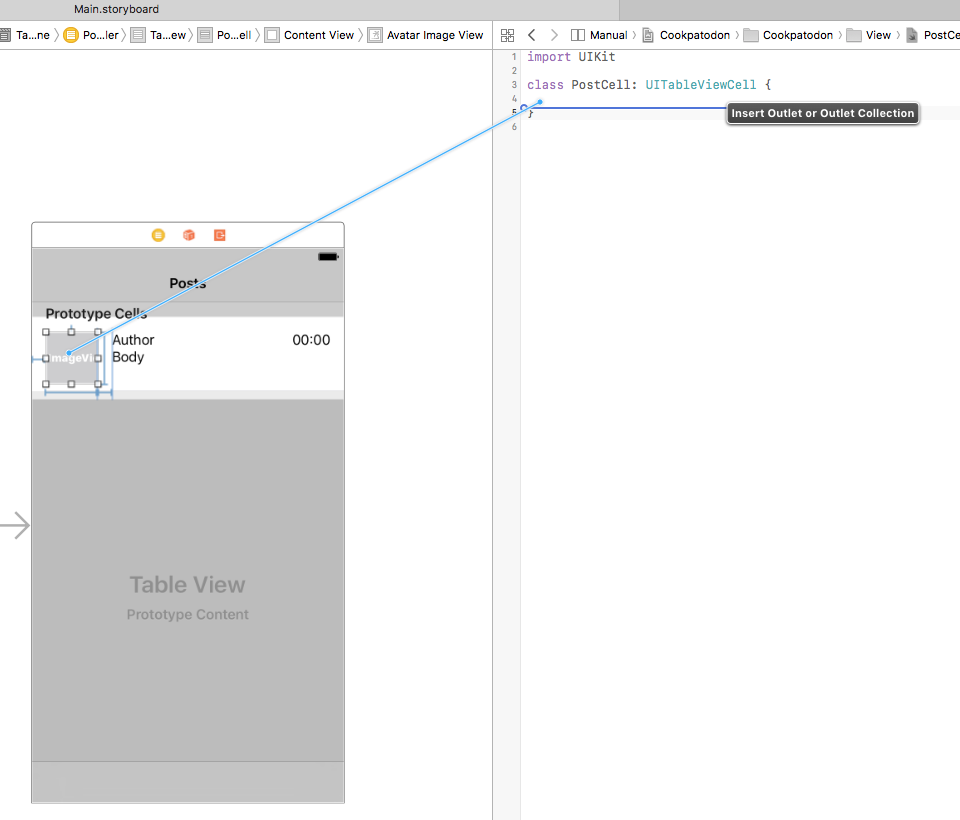 Main.storyboard
Ta...ne Po...ler Ta...ew Po...ell Content View Avatar Image View
Manual Cookpatodon Cookpatodon View PostCe
1 import UIKit
2
3 class PostCell: UITableViewCell {
4
Insert Outlet or Outlet Collection
5 }
6
Posts
Prototype Cells
Author 00:00
mageVi Body
Table View
Prototype Content